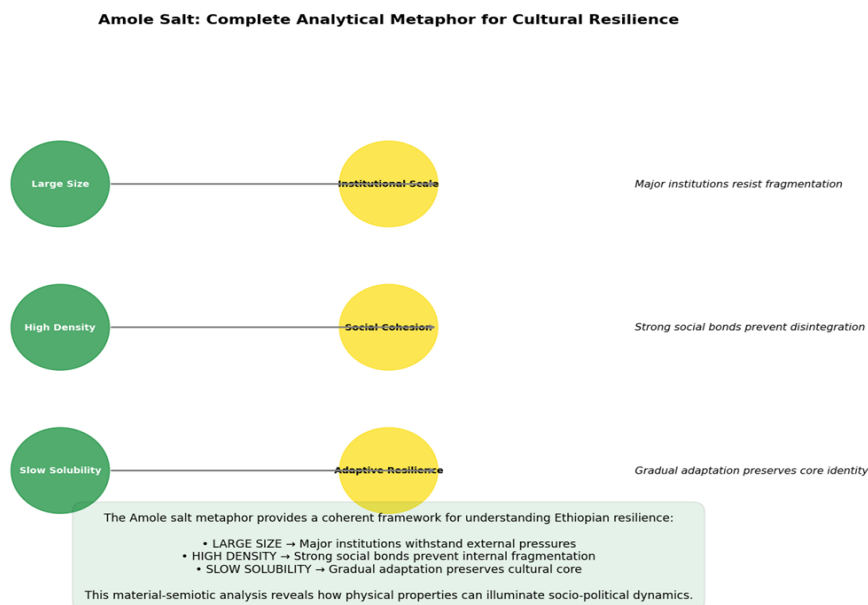 Amole Salt: Complete Analytical Metaphor for Cultural Resilience
Large Size
Institutional Scale
Major institutions resist fragmentation
High Density
Social Cohesion
Strong social bonds prevent disintegration
Slow Solubility
Adaptive Resilience
Gradual adaptation preserves core identity
The Amole salt metaphor provides a coherent framework for understanding Ethiopian resilience:
• LARGE SIZE → Major institutions withstand external pressures
• HIGH DENSITY → Strong social bonds prevent internal fragmentation
• SLOW SOLUBILITY → Gradual adaptation preserves cultural core
This material-semiotic analysis reveals how physical properties can illuminate socio-political dynamics.